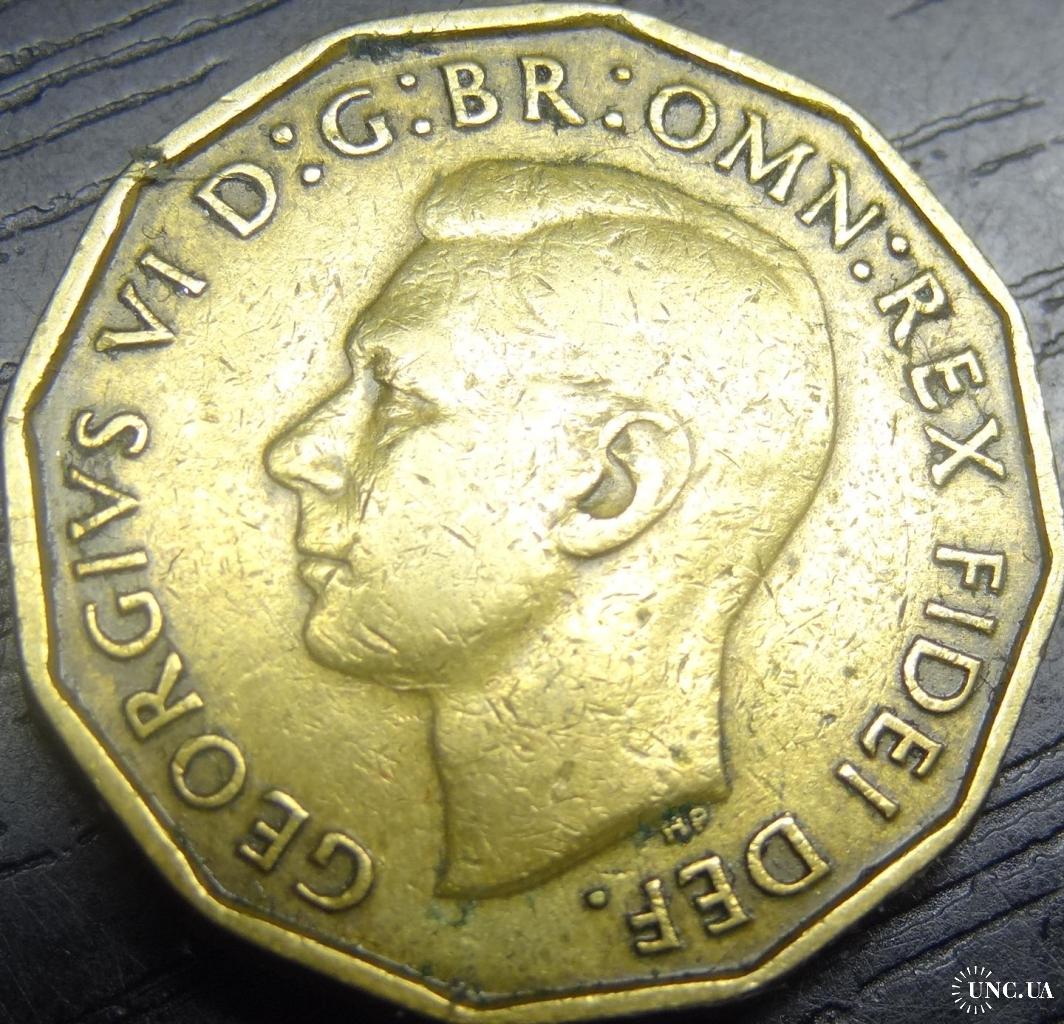 GEORGIVS VI D:G:BR:OMN:REX FIDEI DEF.
HP
UNC.UA